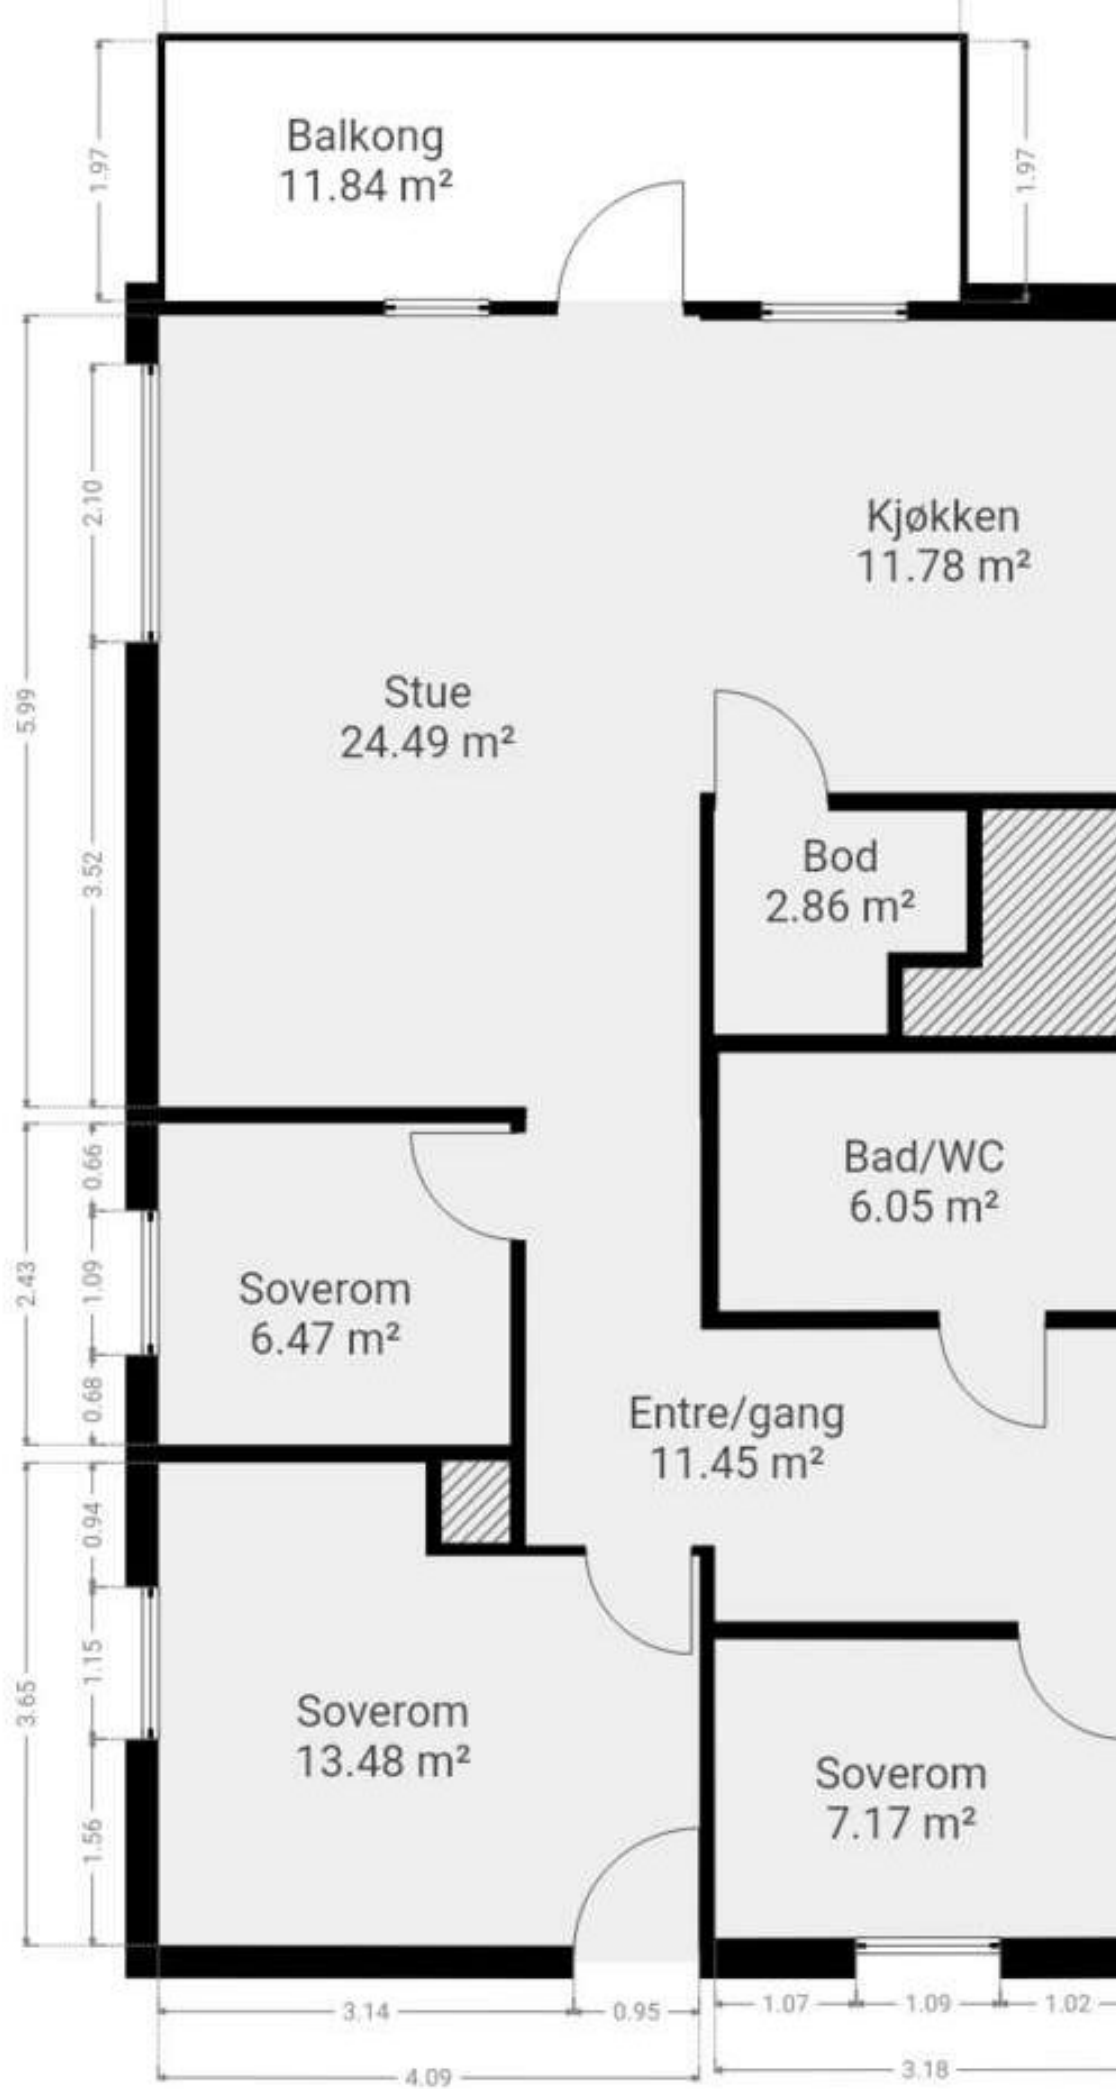 Balkong
11.84 m²
1.97
1.97
2.10
Kjøkken
11.78 m²
5.99
Stue
24.49 m²
3.52
Bod
2.86 m²
0.66
Bad/WC
6.05 m²
2.43
1.09
Soverom
6.47 m²
0.68
Entre/gang
11.45 m²
0.94
1.15
3.65
Soverom
13.48 m²
Soverom
7.17 m²
1.56
3.14
0.95
1.07
1.09
1.02
4.09
3.18